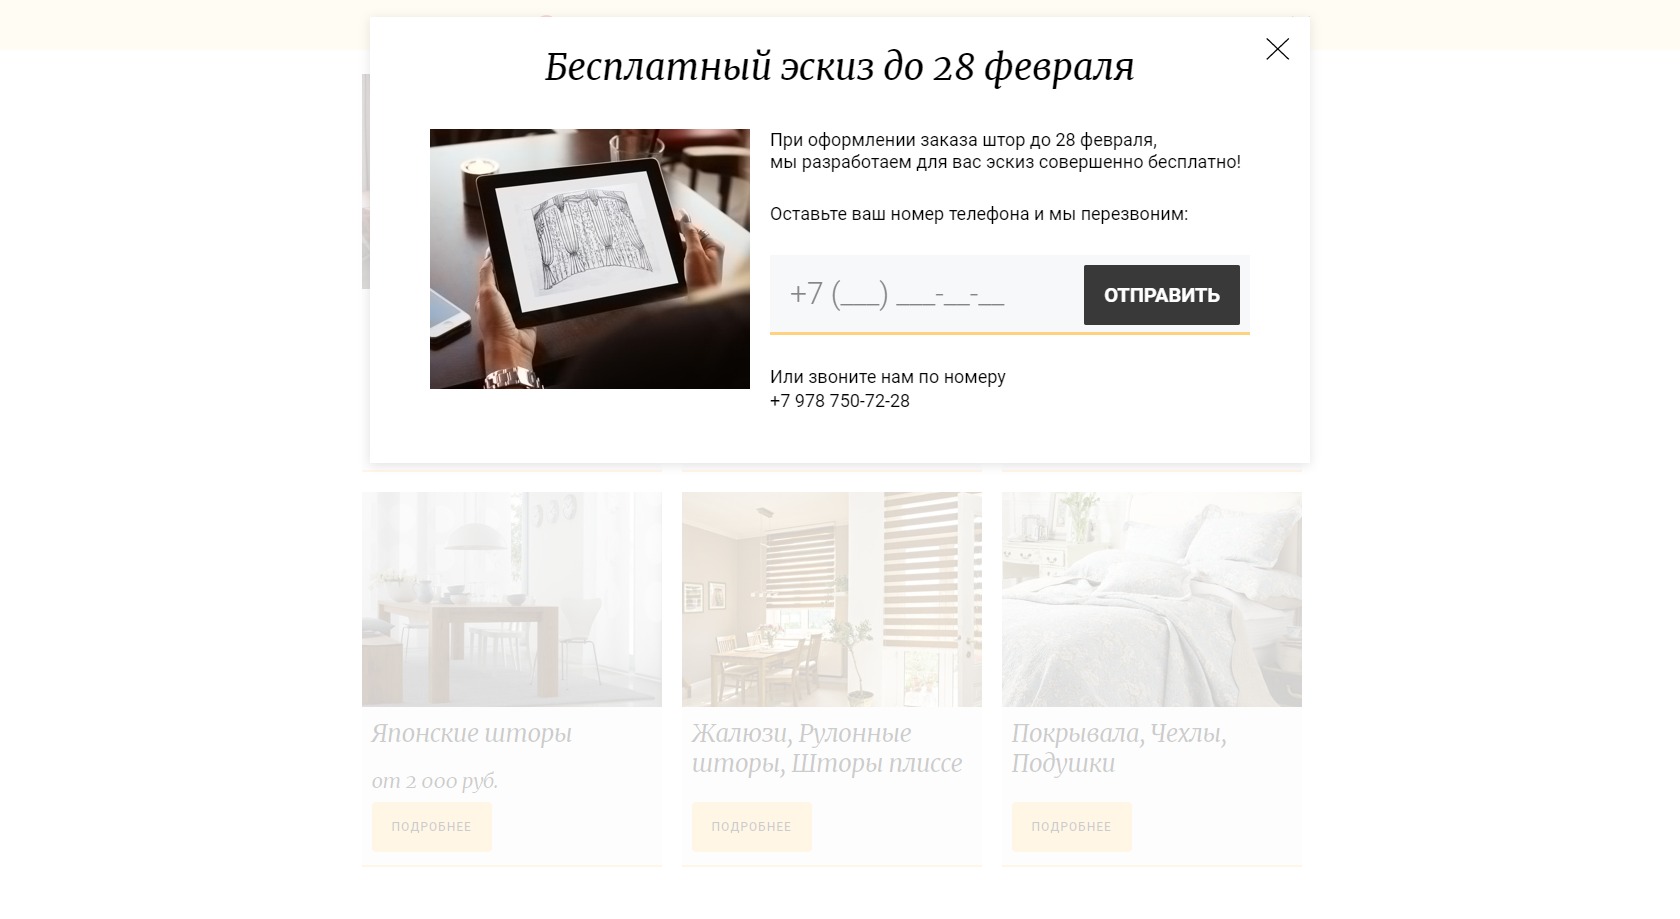 Бесплатный эскиз до 28 февраля
При оформлении заказа штор до 28 февраля,
мы разработаем для вас эскиз совершенно бесплатно!
Оставьте ваш номер телефона и мы перезвоним:
+7 (___) ___-__-__
ОТПРАВИТЬ
Или звоните нам по номеру
+7 978 750-72-28
Японские шторы
от 2 000 руб.
ПОДРОБНЕЕ
Жалюзи, Рулонные
шторы, Шторы плиссе
ПОДРОБНЕЕ
Покрывала, Чехлы,
Подушки
ПОДРОБНЕЕ